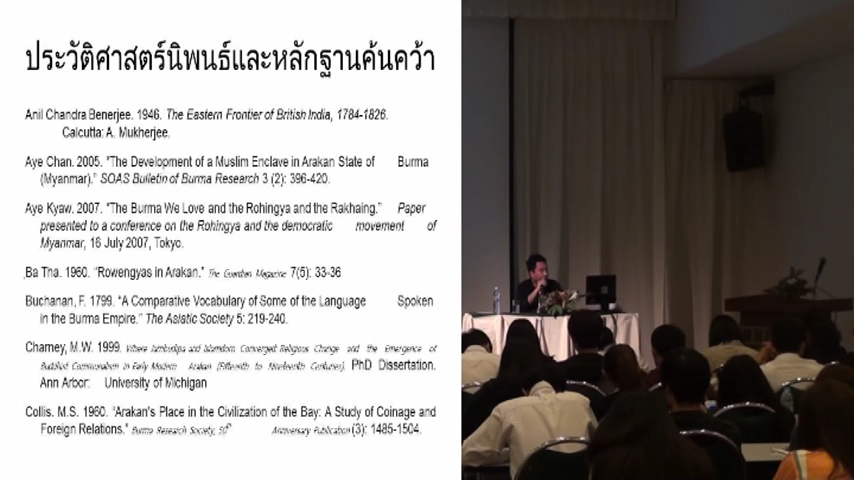 ประวัติศาสตร์นิพนธ์และหลักฐานค้นคว้า
Anil Chandra Benerjee. 1946. The Eastern Frontier of British India, 1784-1826.
Calcutta: A. Mukherjee.
Aye Chan. 2005. "The Development of a Muslim Enclave in Arakan State of Burma
(Myanmar)." SOAS Bulletin of Burma Research 3 (2): 396-420.
Aye Kyaw. 2007. "The Burma We Love and the Rohingya and the Rakhaing." Paper
presented to a conference on the Rohingya and the democratic movement of
Myanmar, 16 July 2007, Tokyo.
Ba Tha. 1960. "Rowengyas in Arakan." The Guardian Magazine 7(5): 33-36
Buchanan, F. 1799. "A Comparative Vocabulary of Some of the Language Spoken
in the Burma Empire." The Asiatic Society 5: 219-240.
Charney, M.W. 1999. Where Jambudipa and Islamdom Converged: Religious Change and the Emergence of
Buddhist Communalism in Early Modern Arakan (Fifteenth to Nineteenth Centuries). PhD Dissertation.
Ann Arbor: University of Michigan
Collis. M.S. 1960. "Arakan's Place in the Civilization of the Bay: A Study of Coinage and
Foreign Relations." Burma Research Society, 50th Anniversary Publication (3): 1485-1504.